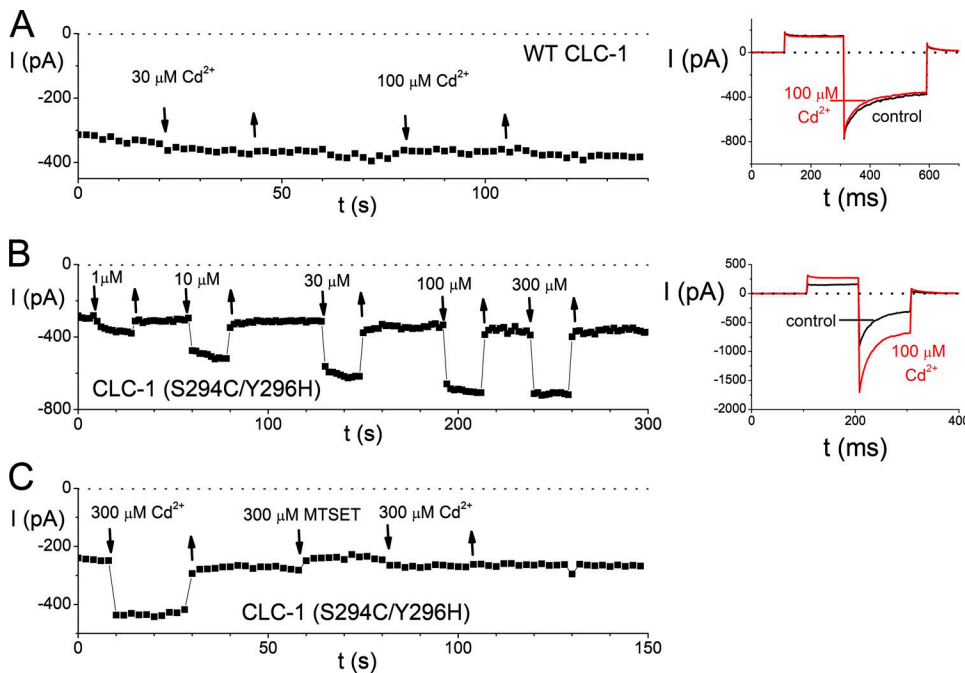 A
I (pA)
0
-200
-400
0
50
100
t (s)
30 μM Cd²⁺
100 μM Cd²⁺
WT CLC-1
I (pA)
0
-400
-800
0
200
400
600
t (ms)
100 μM
Cd²⁺
control
B
I (pA)
0
-400
-800
0
100
200
300
t (s)
1μM
10 μM
30 μM
100 μM
300 μM
CLC-1 (S294C/Y296H)
I (pA)
500
0
-500
-1000
-1500
-2000
0
200
400
t (ms)
control
100 μM
Cd²⁺
C
I (pA)
0
-200
-400
0
50
100
150
t (s)
300 μM Cd²⁺
300 μM MTSET
300 μM Cd²⁺
CLC-1 (S294C/Y296H)